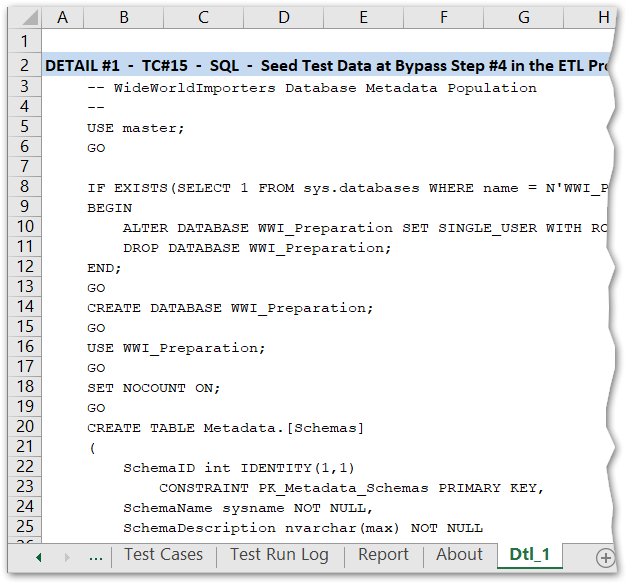 A B C D E F G H
1
2 DETAIL #1 - TC#15 - SQL - Seed Test Data at Bypass Step #4 in the ETL Pro
3 -- WideWorldImporters Database Metadata Population
4 --
5 USE master;
6 GO
7
8 IF EXISTS(SELECT 1 FROM sys.databases WHERE name = N'WWI_P
9 BEGIN
10 ALTER DATABASE WWI_Preparation SET SINGLE_USER WITH RO
11 DROP DATABASE WWI_Preparation;
12 END;
13 GO
14 CREATE DATABASE WWI_Preparation;
15 GO
16 USE WWI_Preparation;
17 GO
18 SET NOCOUNT ON;
19 GO
20 CREATE TABLE Metadata.[Schemas]
21 (
22 SchemaID int IDENTITY(1,1)
23 CONSTRAINT PK_Metadata_Schemas PRIMARY KEY,
24 SchemaName sysname NOT NULL,
25 SchemaDescription nvarchar(max) NOT NULL
... Test Cases Test Run Log Report About Dtl_1